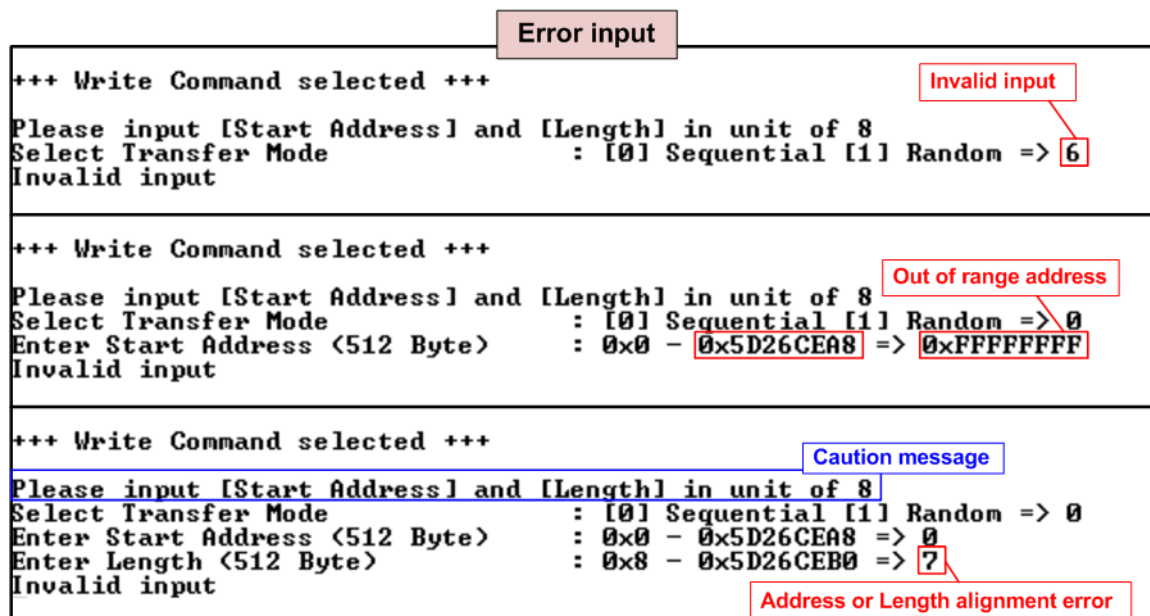 Error input
+++ Write Command selected +++
Invalid input
Please input [Start Address] and [Length] in unit of 8
Select Transfer Mode : [0] Sequential [1] Random => 6
Invalid input
+++ Write Command selected +++
Out of range address
Please input [Start Address] and [Length] in unit of 8
Select Transfer Mode : [0] Sequential [1] Random => 0
Enter Start Address (512 Byte) : 0x0 - 0x5D26CEA8 => 0xFFFFFFFF
Invalid input
+++ Write Command selected +++
Caution message
Please input [Start Address] and [Length] in unit of 8
Select Transfer Mode : [0] Sequential [1] Random => 0
Enter Start Address (512 Byte) : 0x0 - 0x5D26CEA8 => 0
Enter Length (512 Byte) : 0x8 - 0x5D26CEB0 => 7
Invalid input
Address or Length alignment error